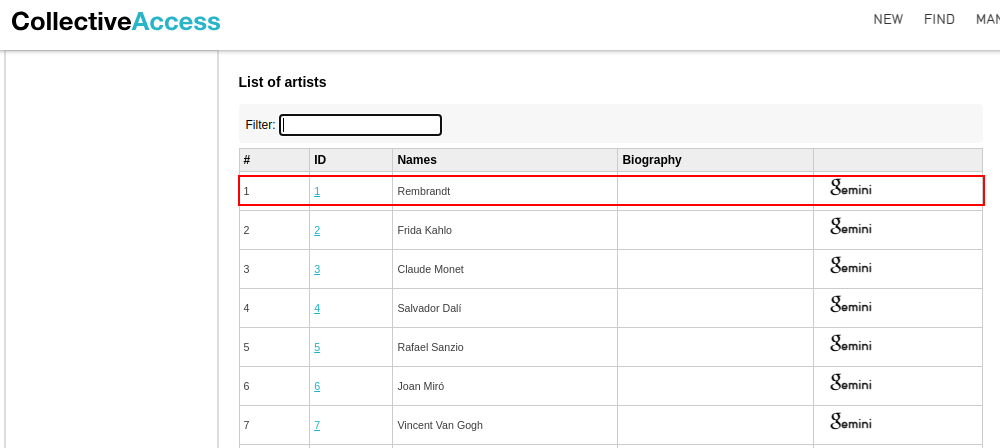 CollectiveAccess NEW FIND MAN
List of artists
Filter:
# ID Names Biography
1 1 Rembrandt gemini
2 2 Frida Kahlo gemini
3 3 Claude Monet gemini
4 4 Salvador Dalí gemini
5 5 Rafael Sanzio gemini
6 6 Joan Miró gemini
7 7 Vincent Van Gogh gemini